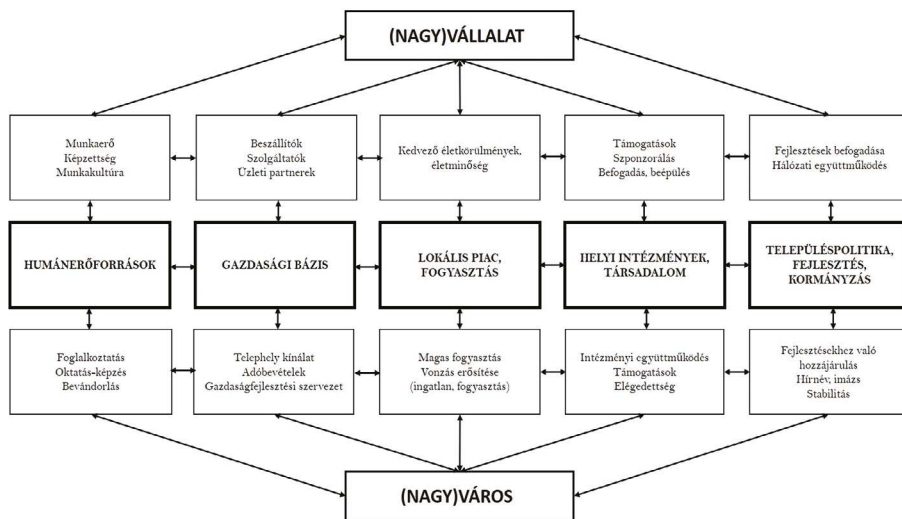 (NAGY)VÁLLALAT
Munkaerő
Képzettség
Munkakultúra
Beszállítók
Szolgáltatók
Üzleti partnerek
Kedvező életkörülmények,
életminőség
Támogatások
Szponzorálás
Befogadás, beépülés
Fejlesztések befogadása
Hálózati együttműködés
HUMÁNERŐFORRÁSOK
GAZDASÁGI BÁZIS
LOKÁLIS PIAC,
FOGYASZTÁS
HELYI INTÉZMÉNYEK,
TÁRSADALOM
TELEPÜLÉSPOLITIKA,
FEJLESZTÉS,
KORMÁNYZÁS
Foglalkoztatás
Oktatás-képzés
Bevándorlás
Telephely kínálat
Adóbevételek
Gazdaságfejlesztési szervezet
Magas fogyasztás
Vonzás erősítése
(ingatlan, fogyasztás)
Intézményi együttműködés
Támogatások
Elégedettség
Fejlesztésekhez való
hozzájárulás
Hírnév, imázs
Stabilitás
(NAGY)VÁROS